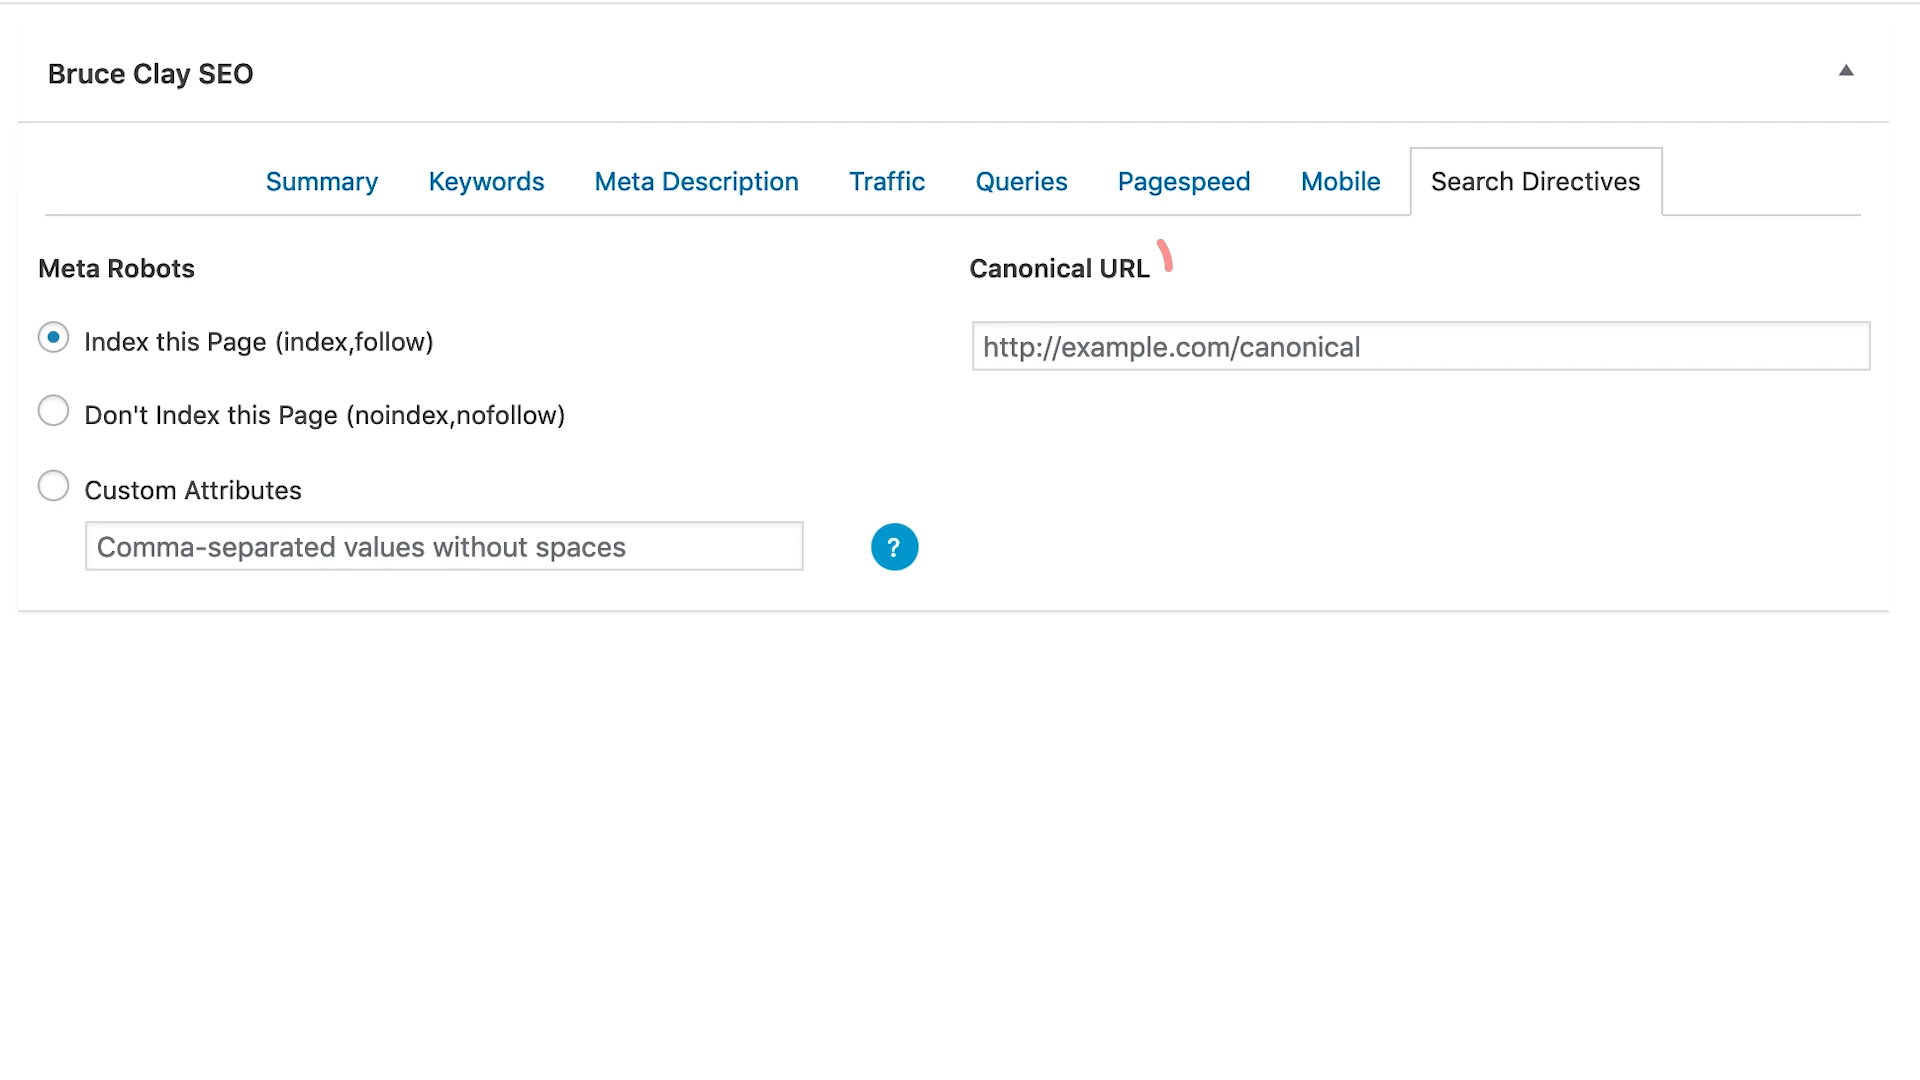 Bruce Clay SEO
Summary Keywords Meta Description Traffic Queries Pagespeed Mobile Search Directives
Meta Robots
Index this Page (index,follow)
Don't Index this Page (noindex,nofollow)
Custom Attributes
Comma-separated values without spaces
?
Canonical URL
http://example.com/canonical